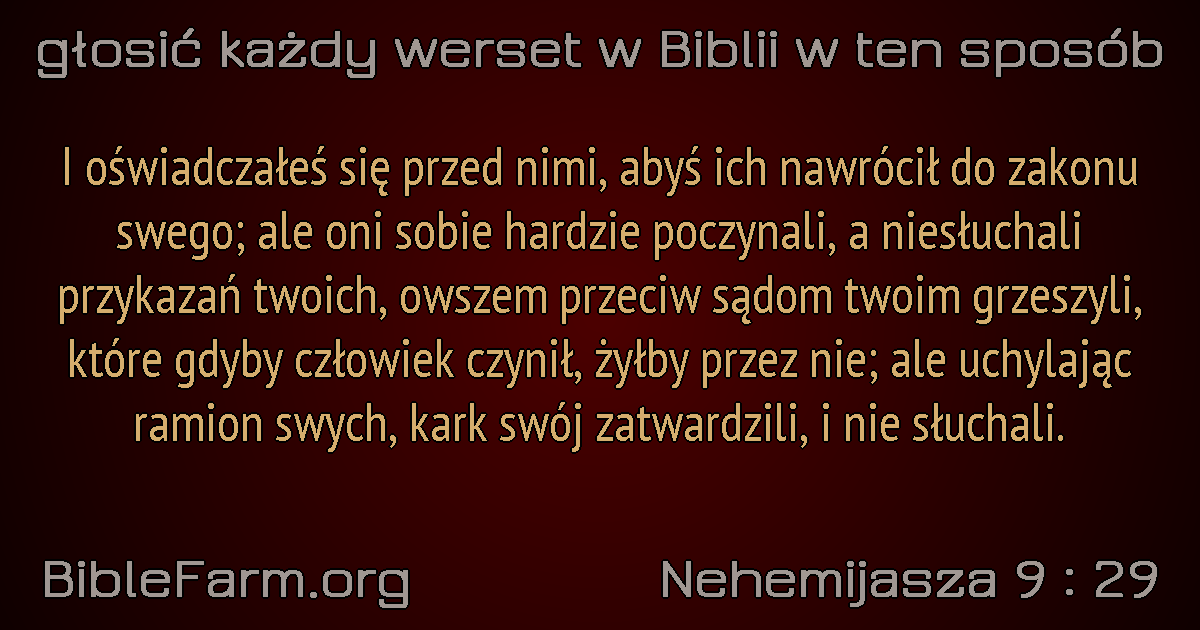 głosić każdy werset w Biblii w ten sposób
I oświadczałeś się przed nimi, abyś ich nawrócił do zakonu
swego; ale oni sobie hardzie poczynali, a niesłuchali
przykazań twoich, owszem przeciw sądom twoim grzeszyli,
które gdyby człowiek czynił, żyłby przez nie; ale uchylając
ramion swych, kark swój zatwardzili, i nie słuchali.
BibleFarm.org
Nehemijasza 9 : 29